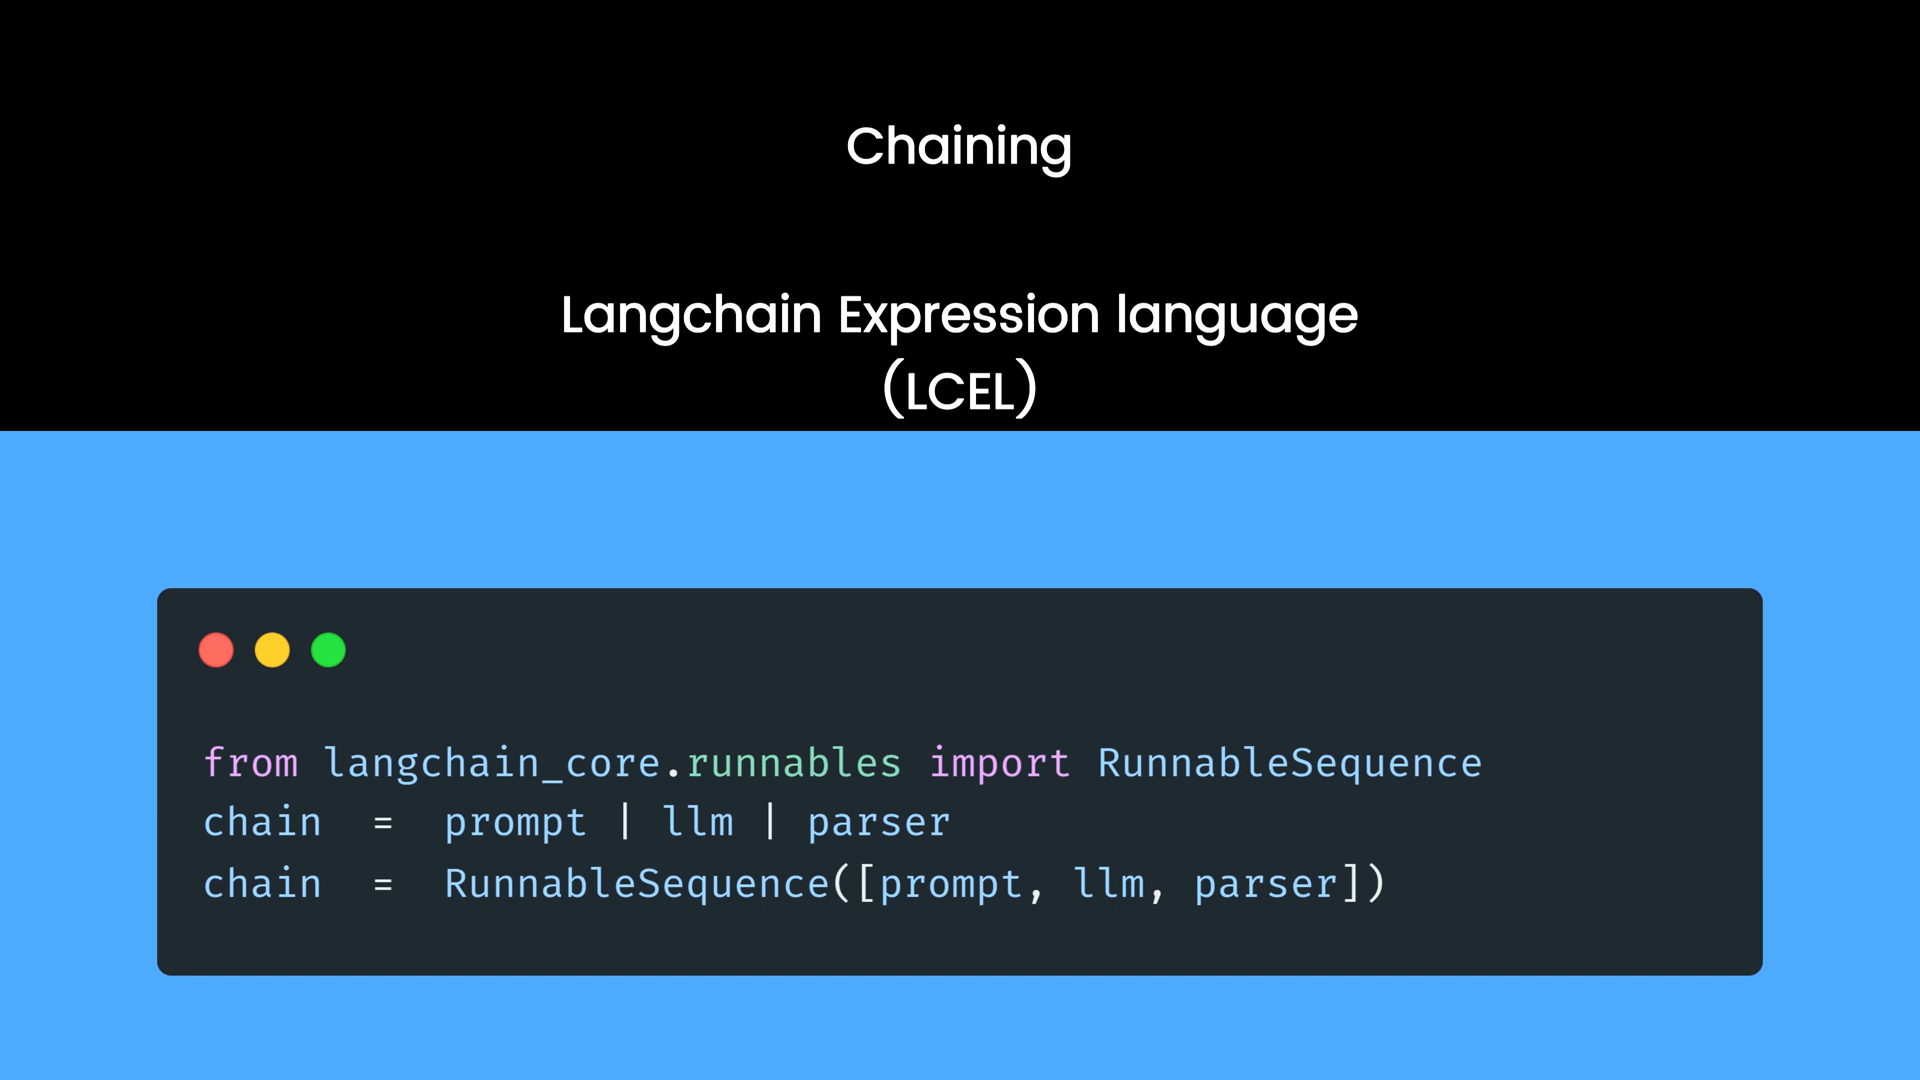 Chaining
Langchain Expression language
(LCEL)
from langchain_core.runnables import RunnableSequence
chain  =  prompt | llm | parser
chain  =  RunnableSequence([prompt, llm, parser])